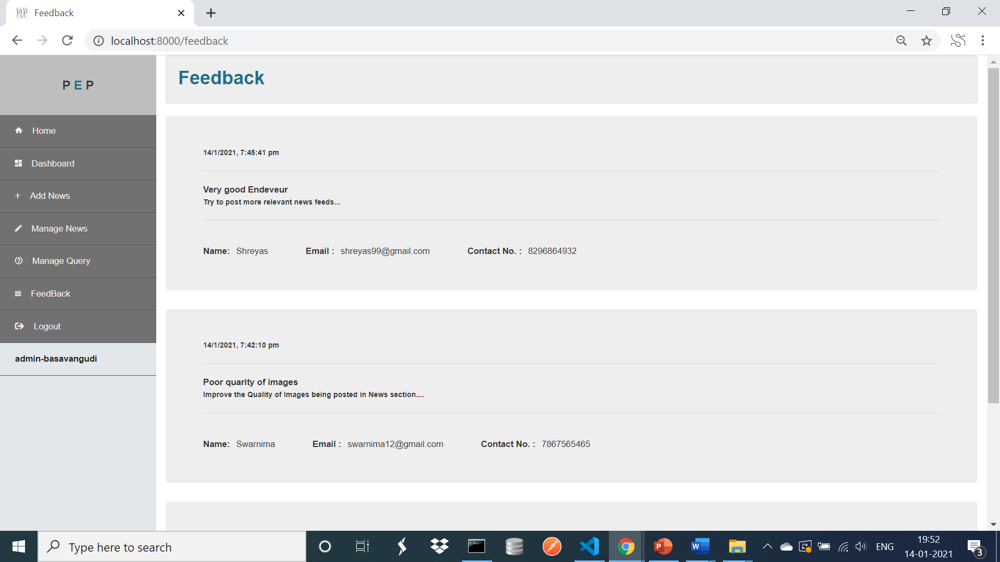 Feedback
localhost:8000/feedback
P E P
Home
Dashboard
Add News
Manage News
Manage Query
FeedBack
Logout
admin-basavangudi
Feedback
14/1/2021, 7:45:41 pm
Very good Endeveur
Try to post more relevant news feeds...
Name: Shreyas Email : shreyas99@gmail.com Contact No. : 8296864932
14/1/2021, 7:42:10 pm
Poor quarity of images
Improve the Quality of Images being posted in News section....
Name: Swarnima Email : swarnima12@gmail.com Contact No. : 7867565465
Type here to search
ENG
19:52
14-01-2021
3